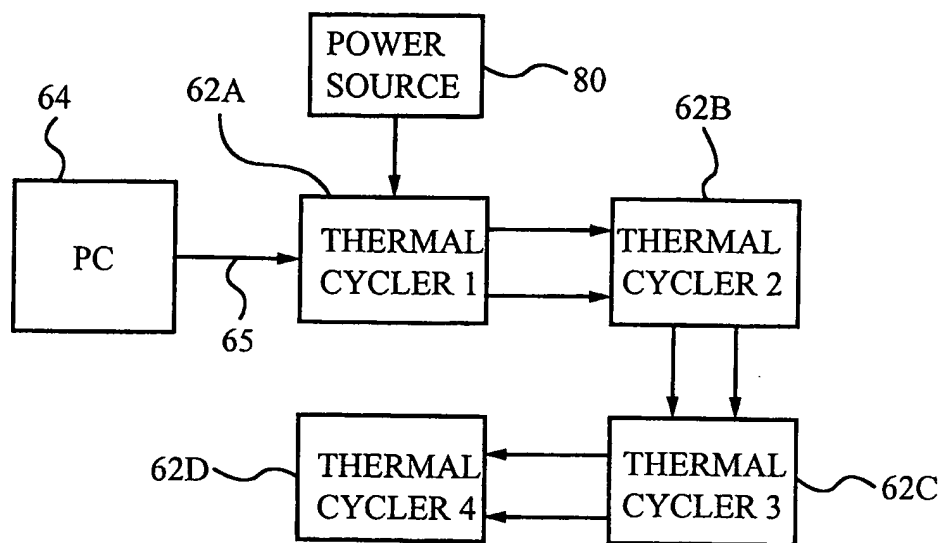 POWER
SOURCE
80
64
62A
62B
PC
THERMAL
CYCLER 1
THERMAL
CYCLER 2
65
62D
THERMAL
CYCLER 4
THERMAL
CYCLER 3
62C